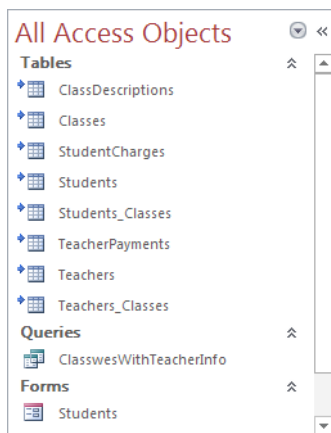 All Access Objects
Tables
ClassDescriptions
Classes
StudentCharges
Students
Students_Classes
TeacherPayments
Teachers
Teachers_Classes
Queries
ClasswesWithTeacherInfo
Forms
Students